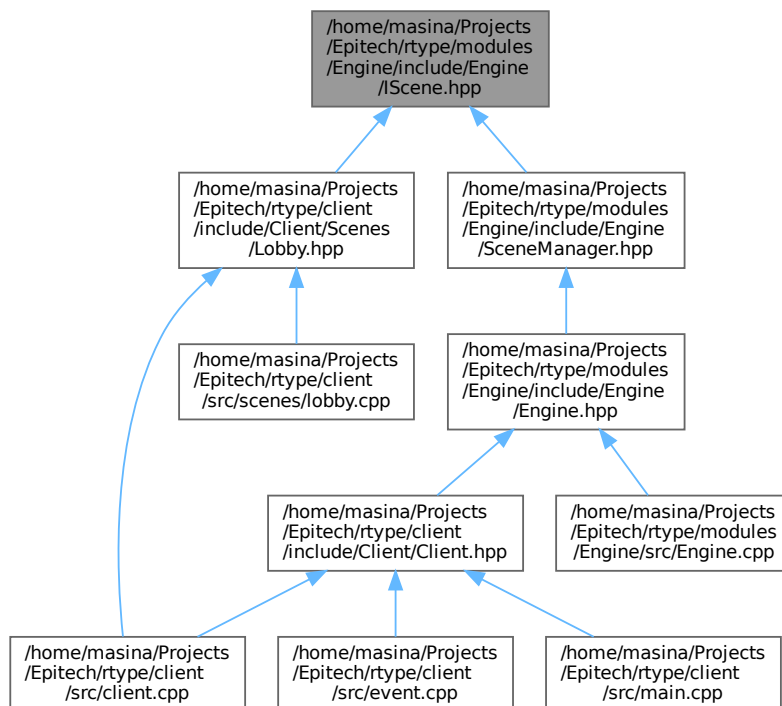 /home/masina/Projects
/Epitech/rtype/modules
/Engine/include/Engine
/IScene.hpp
/home/masina/Projects
/Epitech/rtype/client
/include/Client/Scenes
/Lobby.hpp
/home/masina/Projects
/Epitech/rtype/modules
/Engine/include/Engine
/SceneManager.hpp
/home/masina/Projects
/Epitech/rtype/client
/src/scenes/lobby.cpp
/home/masina/Projects
/Epitech/rtype/modules
/Engine/include/Engine
/Engine.hpp
/home/masina/Projects
/Epitech/rtype/client
/include/Client/Client.hpp
/home/masina/Projects
/Epitech/rtype/modules
/Engine/src/Engine.cpp
/home/masina/Projects
/Epitech/rtype/client
/src/client.cpp
/home/masina/Projects
/Epitech/rtype/client
/src/event.cpp
/home/masina/Projects
/Epitech/rtype/client
/src/main.cpp